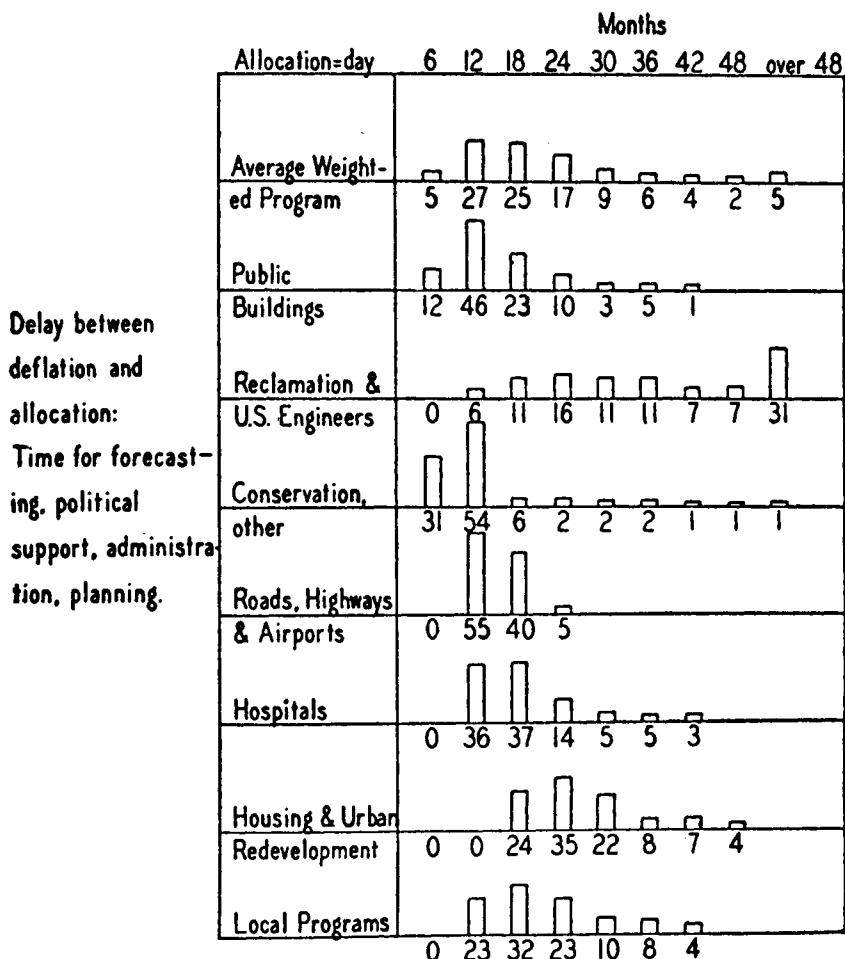 Months
Allocation=day 6 12 18 24 30 36 42 48 over 48
Average Weight-
ed Program 5 27 25 17 9 6 4 2 5
Public
Buildings 12 46 23 10 3 5 1
Reclamation &
U.S. Engineers 0 6 11 16 11 11 7 7 31
Conservation,
other 31 54 6 2 2 2 1 1 1
Roads, Highways
& Airports 0 55 40 5
Hospitals
0 36 37 14 5 5 3
Housing & Urban
Redevelopment 0 0 24 35 22 8 7 4
Local Programs
0 23 32 23 10 8 4
Delay between
deflation and
allocation:
Time for forecast-
ing, political
support, administra-
tion, planning.